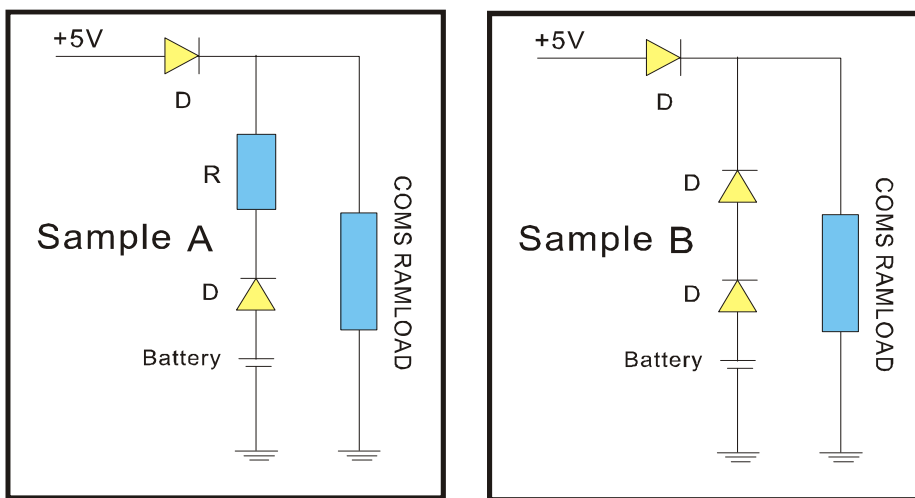 +5V
D
R
Sample A
D
Battery
COMS RAMLOAD
+5V
D
D
Sample B
D
Battery
COMS RAMLOAD